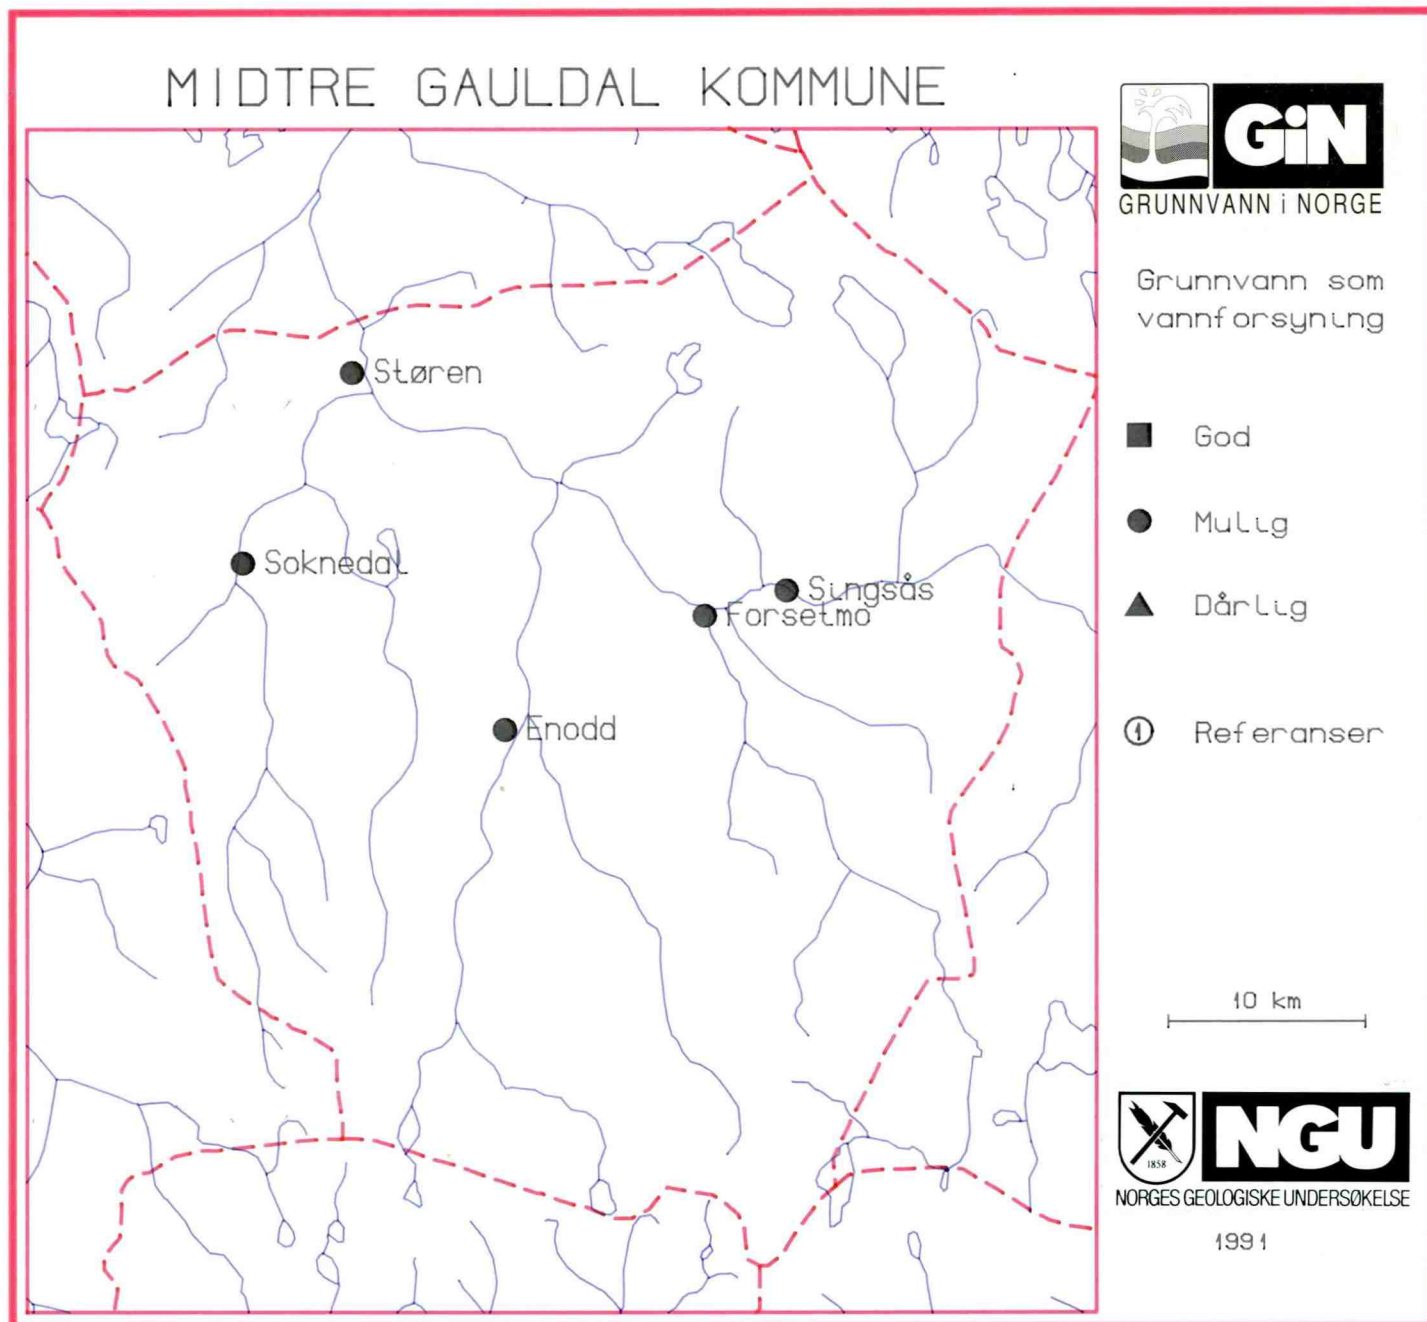 MIDTRE GAULDAL KOMMUNE
GiN
GRUNNVANN i NORGE
Grunnvann som
vannforsyning
Støren
God
Mulig
Soknedal
Singsås
Forsetmo
Dårlig
Enodd
1 Referanser
10 km
1858
NGU
NORGES GEOLOGISKE UNDERSØKELSE
1991